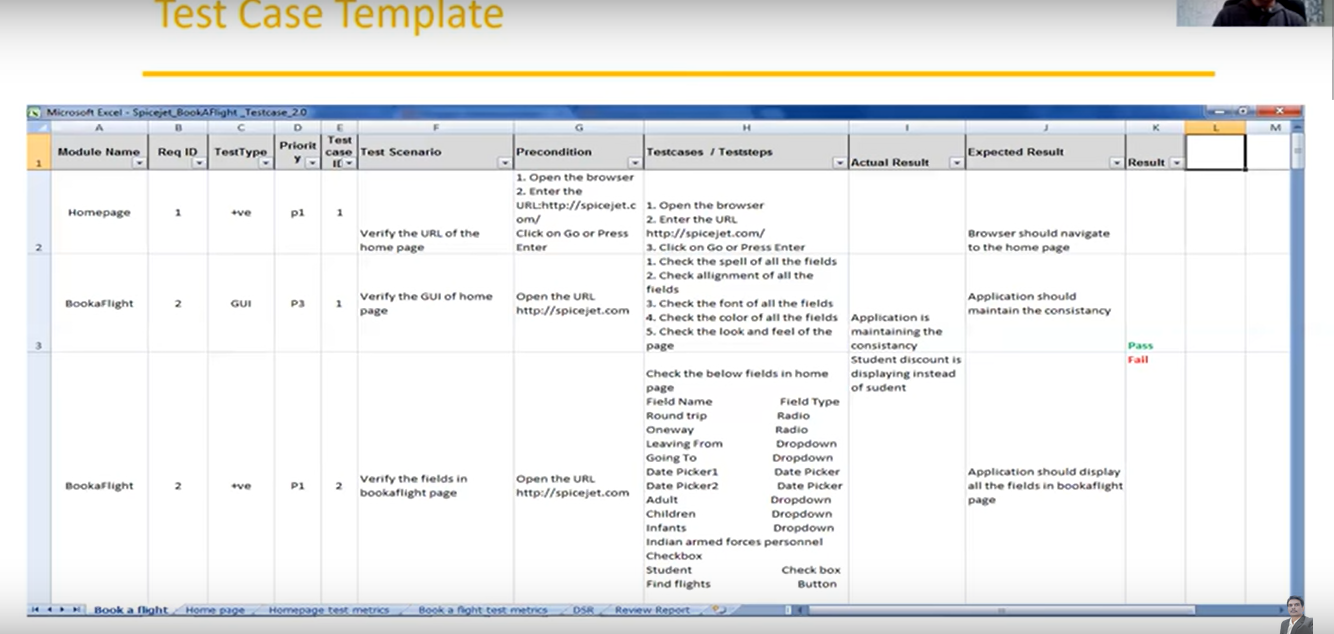 Test Case Template
Microsoft Excel - Spicejet_BookAFlight _Testcase_2.0
A B C D E F G H I J K L M
1 Module Name Req ID TestType Priorit y Test case ID Test Scenario Precondition Testcases / Teststeps Actual Result Expected Result Result
2
Homepage
1
+ve
p1
1
Verify the URL of the
home page
1. Open the browser
2. Enter the
URL:http://spicejet.c
om/
Click on Go or Press
Enter
1. Open the browser
2. Enter the URL
http://spicejet.com/
3. Click on Go or Press Enter
Browser should navigate
to the home page
3
BookaFlight
2
GUI
P3
1
Verify the GUI of home
page
Open the URL
http://spicejet.com
1. Check the spell of all the fields
2. Check allignment of all the
fields
3. Check the font of all the fields
4. Check the color of all the fields
5. Check the look and feel of the
page
Application is
maintaining the
consistancy
Application should
maintain the consistancy
Pass
BookaFlight
2
+ve
P1
2
Verify the fields in
bookaflight page
Open the URL
http://spicejet.com
Check the below fields in home
page
Field Name Field Type
Round trip Radio
Oneway Radio
Leaving From Dropdown
Going To Dropdown
Date Picker1 Date Picker
Date Picker2 Date Picker
Adult Dropdown
Children Dropdown
Infants Dropdown
Indian armed forces personnel
Checkbox
Student Check box
Find flights Button
Student discount is
displaying instead
of sudent
Application should display
all the fields in bookaflight
page
Fail
Book a flight Home page Homepage test metrics Book a flight test metrics DSR Review Report